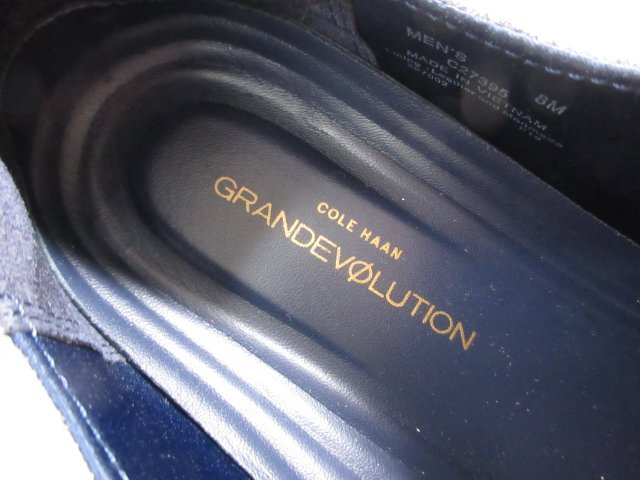 MEN'S
C27395 8M
MADE IN VIETNAM
COLE HAAN
GRANDEVØLUTION